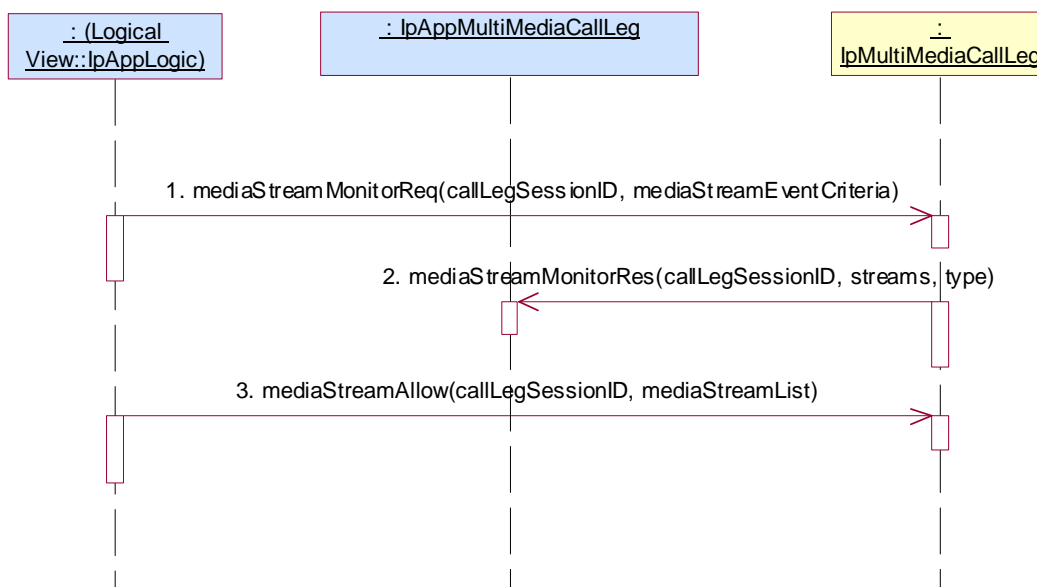 : (Logical
View::IpAppLogic)
: IpAppMultiMediaCallLeg
:
IpMultiMediaCallLeg
1. mediaStreamMonitorReq(callLegSessionID, mediaStreamEventCriteria)
2. mediaStreamMonitorRes(callLegSessionID, streams, type)
3. mediaStreamAllow(callLegSessionID, mediaStreamList)